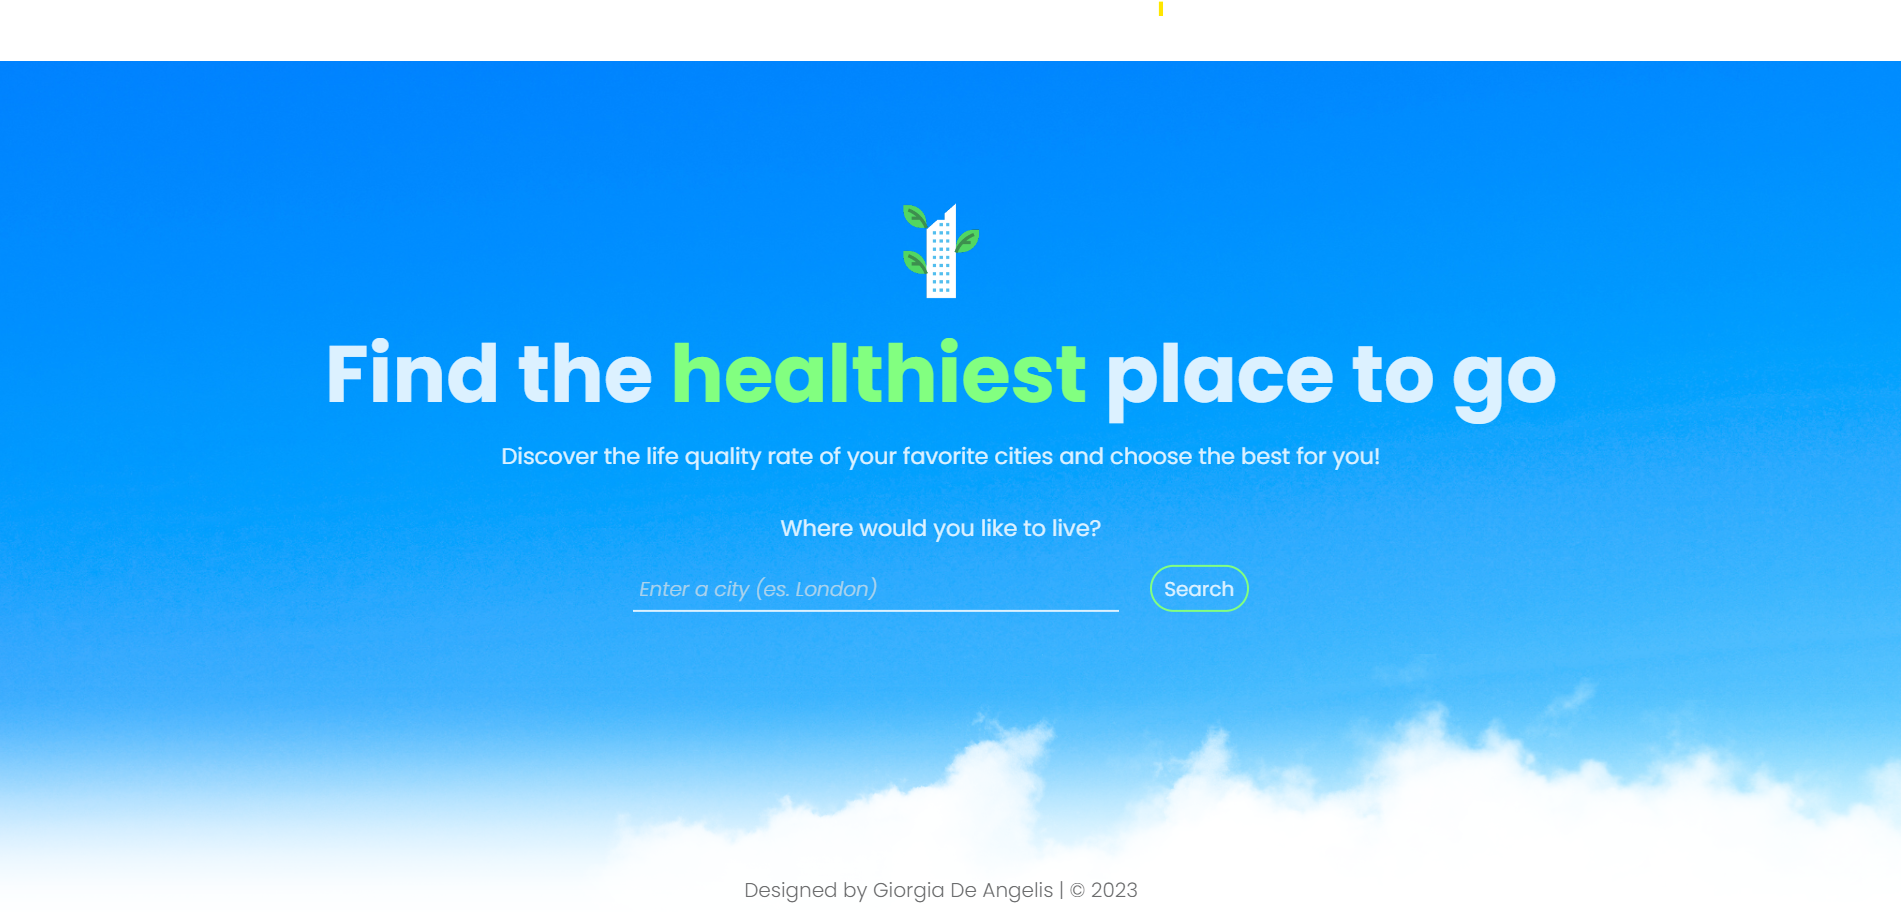 Find the healthiest place to go
Discover the life quality rate of your favorite cities and choose the best for you!
Where would you like to live?
Enter a city (es. London)
Search
Designed by Giorgia De Angelis | © 2023